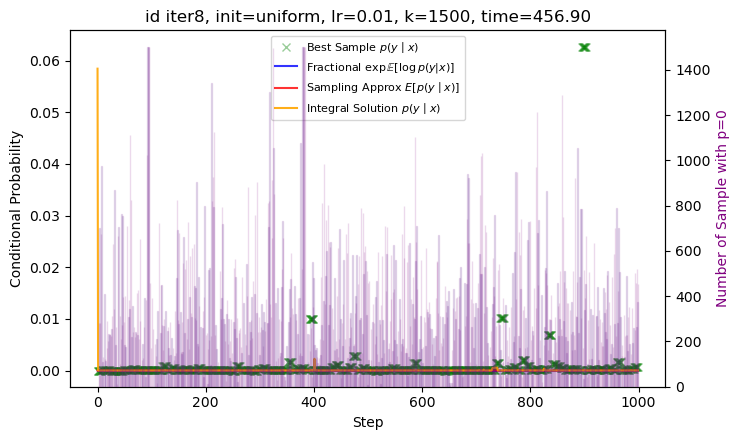 id iter8, init=uniform, lr=0.01, k=1500, time=456.90
Best Sample p(y | x)
Fractional exp𝔼[log p(y|x)]
Sampling Approx E[p(y | x)]
Integral Solution p(y | x)
Conditional Probability
0.06
0.05
0.04
0.03
0.02
0.01
0.00
1400
1200
1000
800
600
400
200
0
Number of Sample with p=0
0
200
400
600
800
1000
Step